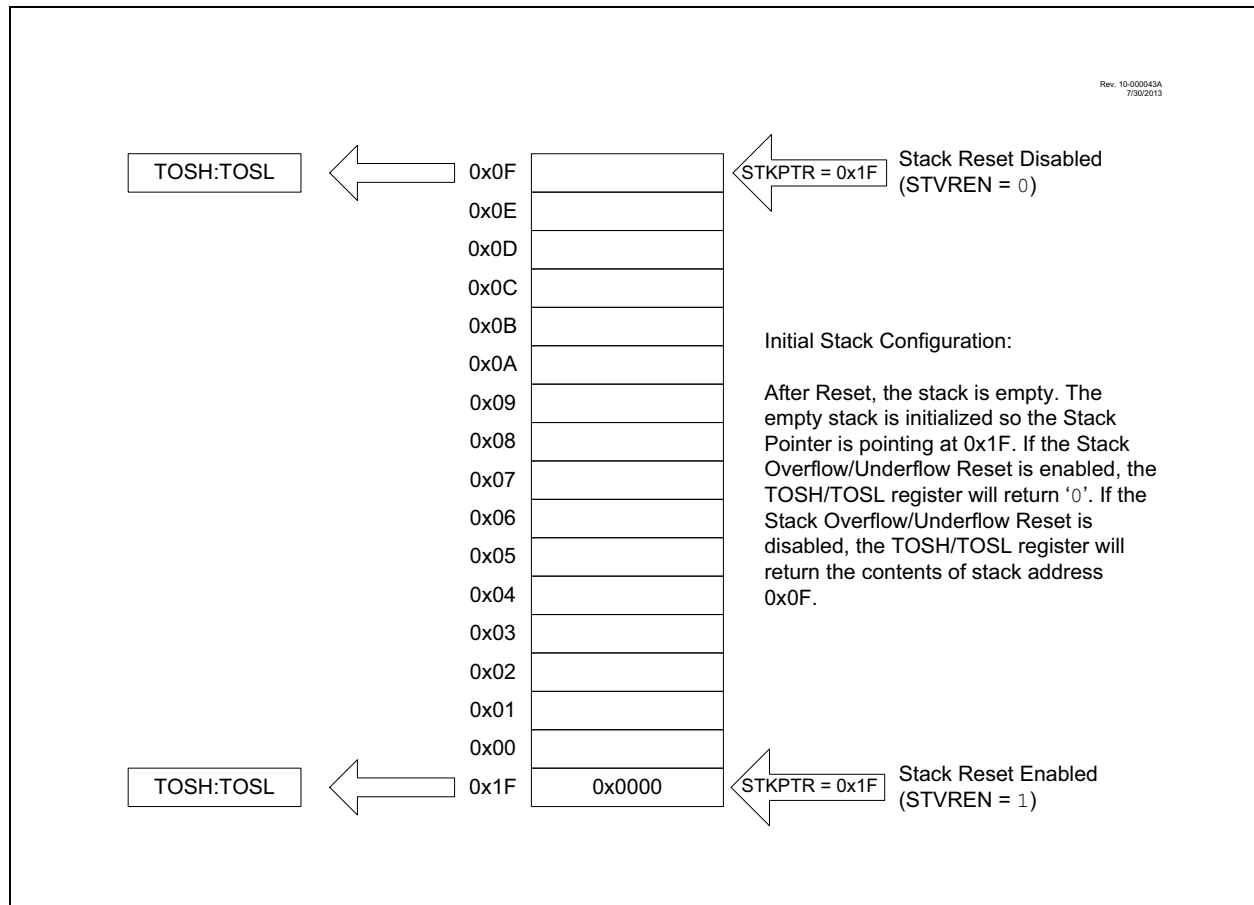 Rev. 10-000043A
7/30/2013
TOSH:TOSL
0x0F
STKPTR = 0x1F
Stack Reset Disabled
(STVREN = 0)
0x0E
0x0D
0x0C
0x0B
0x0A
0x09
0x08
0x07
0x06
0x05
0x04
0x03
0x02
0x01
0x00
Initial Stack Configuration:
After Reset, the stack is empty. The
empty stack is initialized so the Stack
Pointer is pointing at 0x1F. If the Stack
Overflow/Underflow Reset is enabled, the
TOSH/TOSL register will return ‘0’. If the
Stack Overflow/Underflow Reset is
disabled, the TOSH/TOSL register will
return the contents of stack address
0x0F.
TOSH:TOSL
0x1F
0x0000
STKPTR = 0x1F
Stack Reset Enabled
(STVREN = 1)